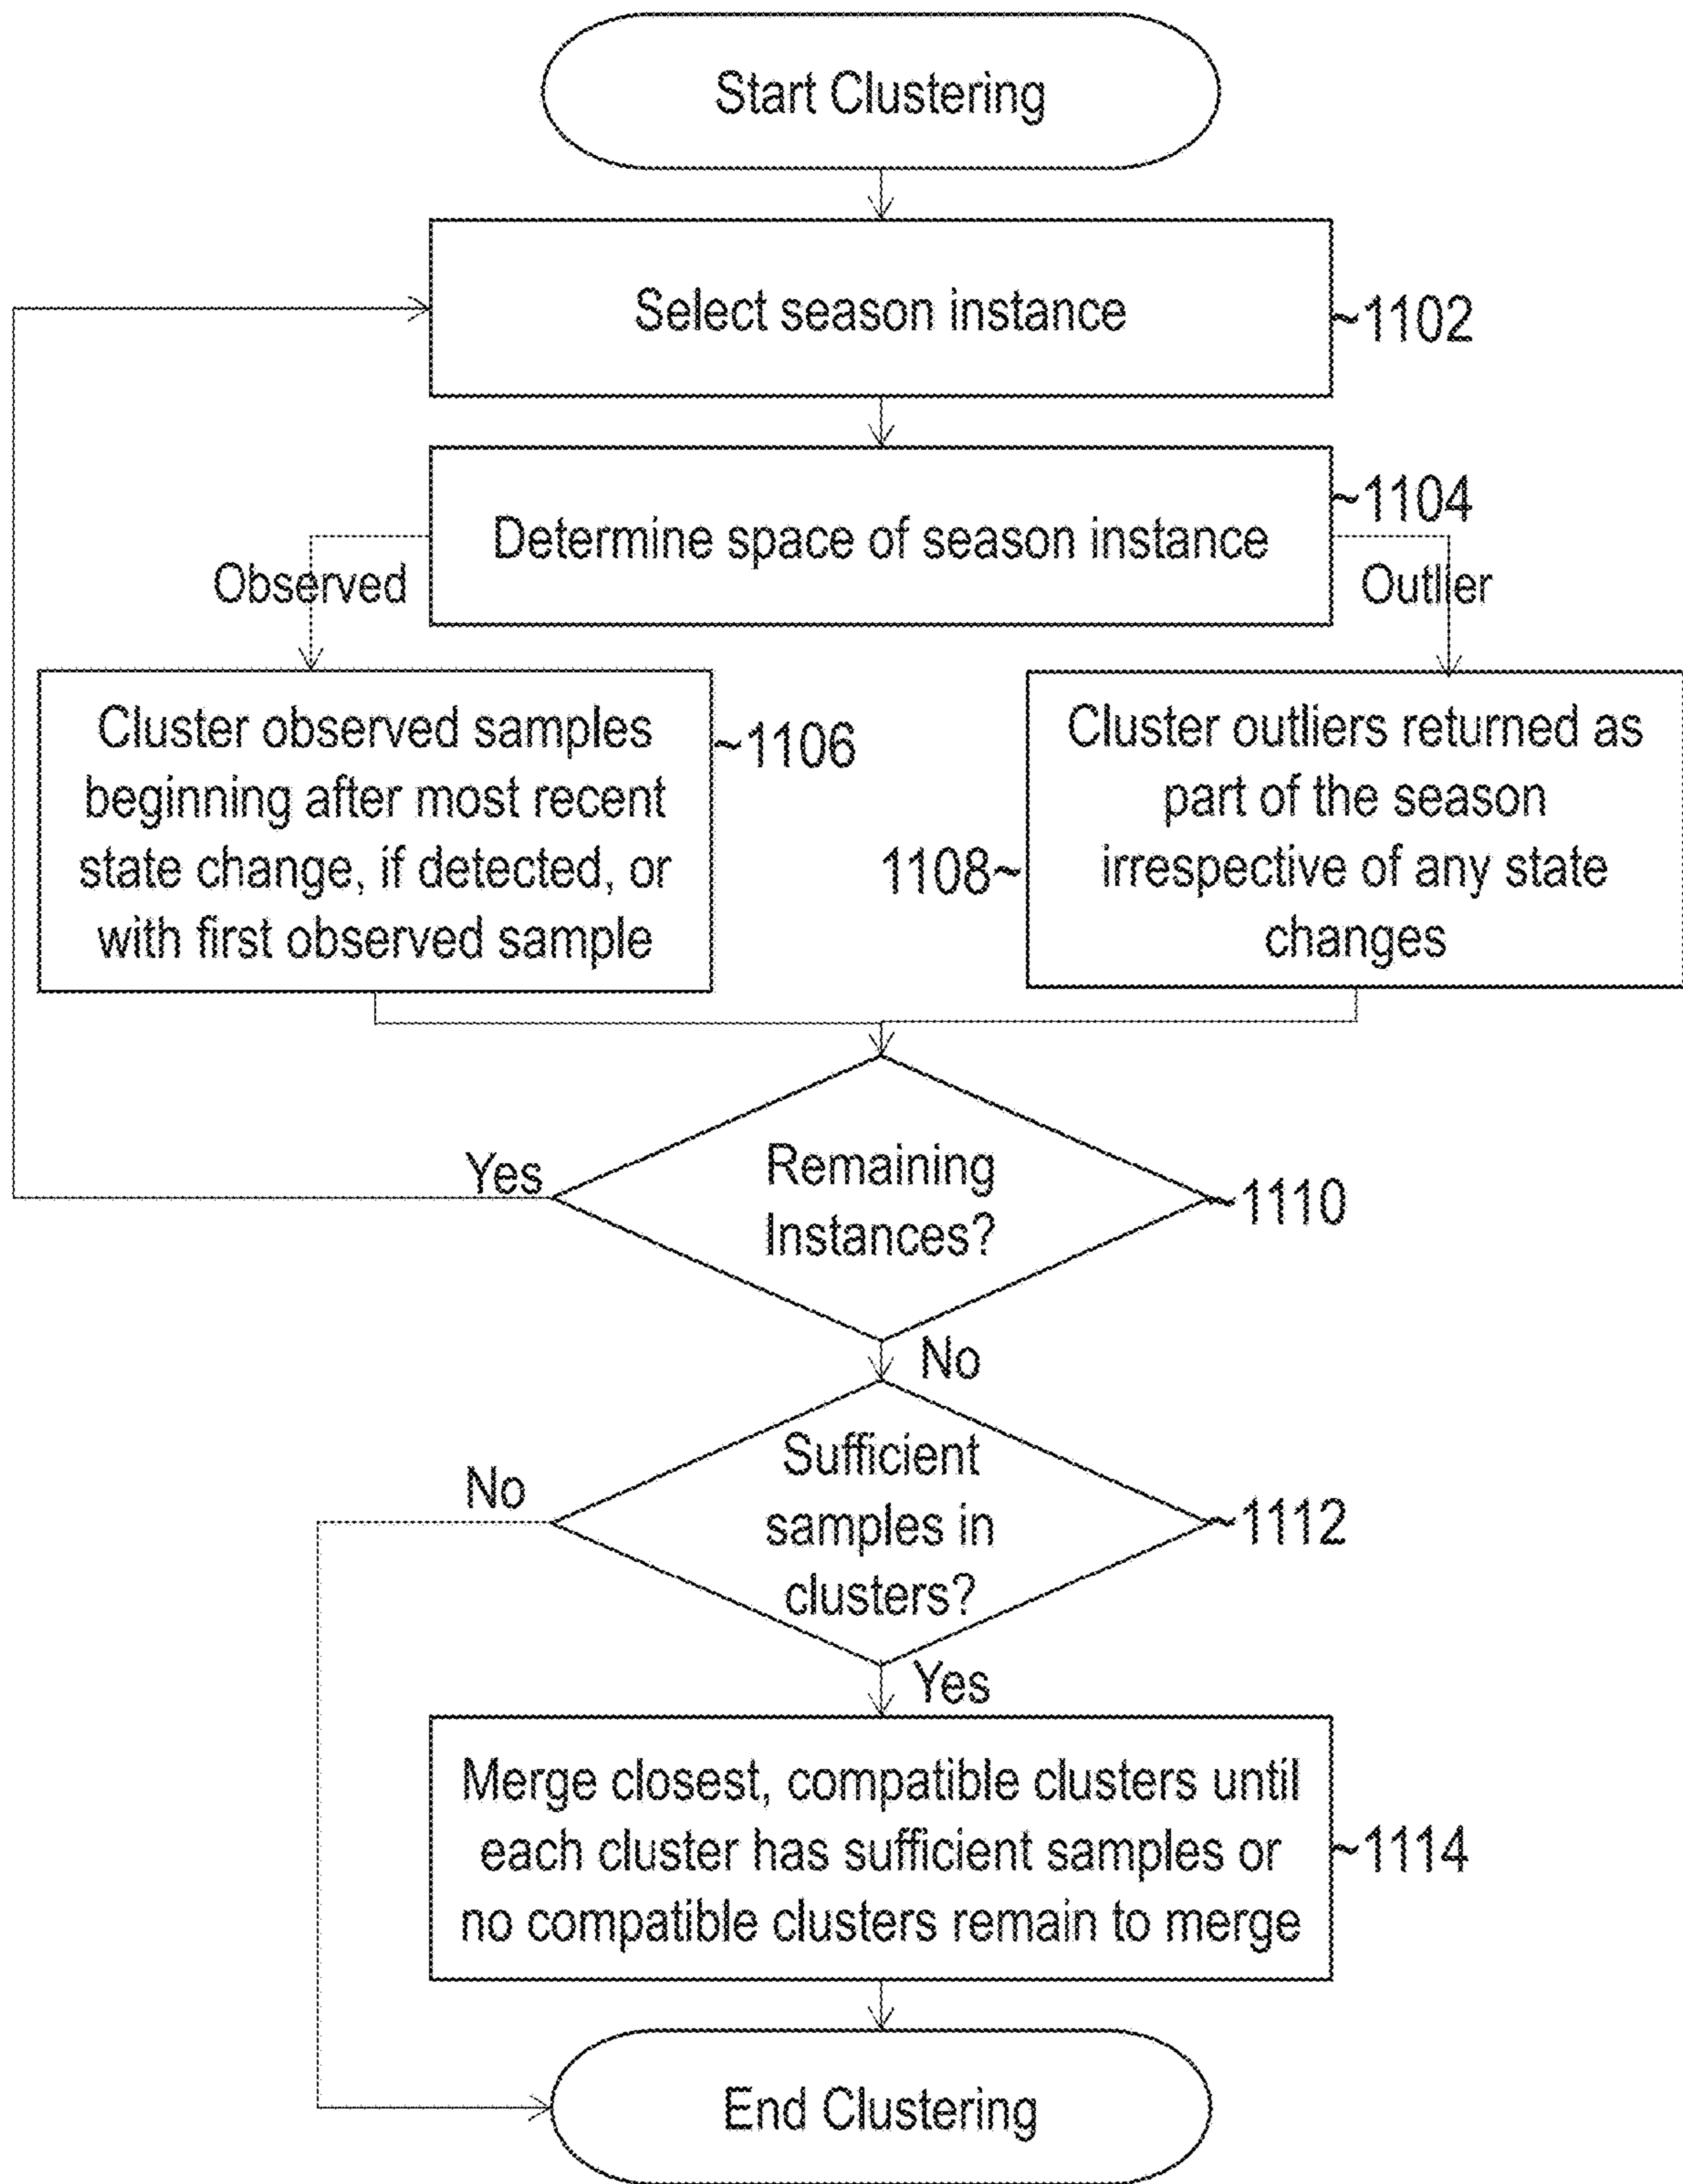 Start Clustering
Select season instance
~1102
Determine space of season instance
~1104
Observed
Outlier
Cluster observed samples
beginning after most recent
state change, if detected, or
with first observed sample
~1106
Cluster outliers returned as
part of the season
irrespective of any state
changes
1108~
Remaining
Instances?
Yes
~1110
No
Sufficient
samples in
clusters?
No
~1112
Yes
Merge closest, compatible clusters until
each cluster has sufficient samples or
no compatible clusters remain to merge
~1114
End Clustering